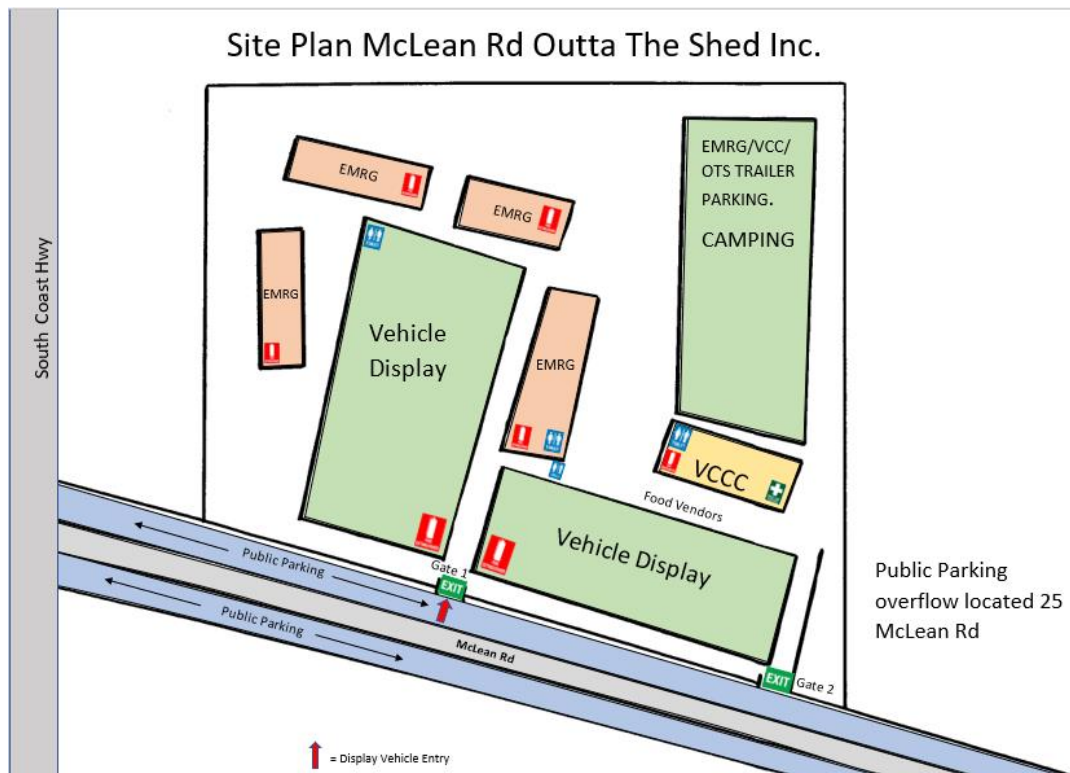 Site Plan McLean Rd Outta The Shed Inc.
South Coast Hwy
EMRG
EMRG
EMRG
EMRG
Vehicle
Display
EMRG/VCC/
OTS TRAILER
PARKING.
CAMPING
VCCC
Food Vendors
Vehicle Display
Gate 1
EXIT
Public Parking
Public Parking
McLean Rd
EXIT
Gate 2
Public Parking
overflow located 25
McLean Rd
= Display Vehicle Entry